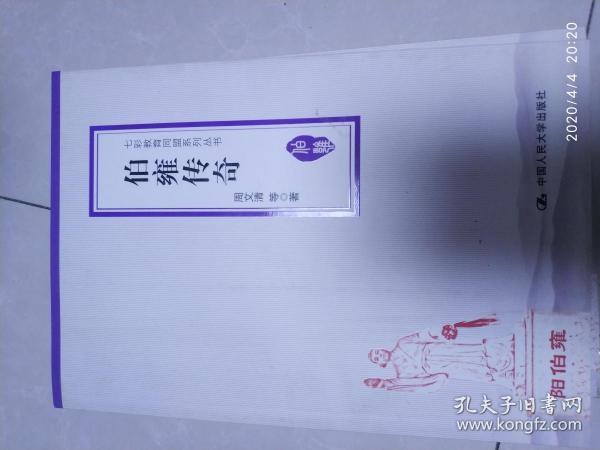 七彩教育同盟系列丛书
伯雍传奇
周文清 等◎著
伯雍
阳伯雍
中国人民大学出版社
2020/4/4 20:20
孔夫子旧书网
www.kongfz.com